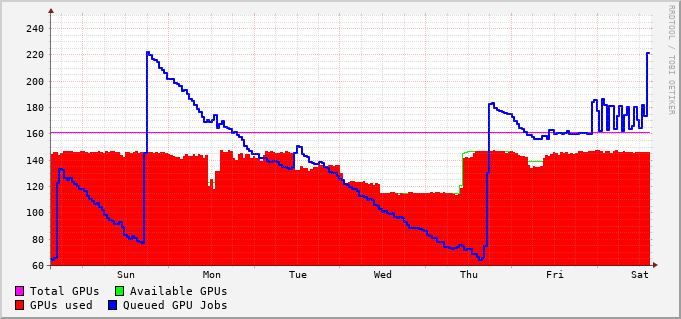 240
220
200
180
160
140
120
100
80
60
Sun Mon Tue Wed Thu Fri Sat
Total GPUs Available GPUs
GPUs used Queued GPU Jobs
RRDTOOL / TOBI OETIKER